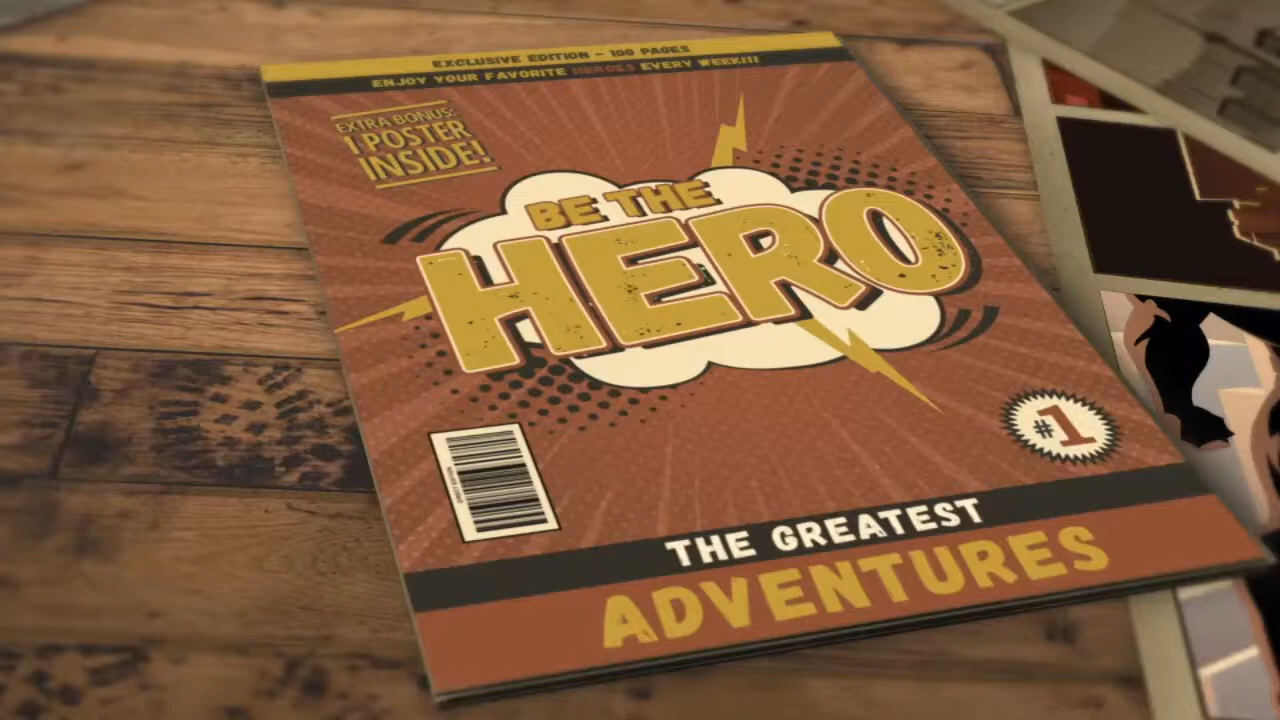 EXCLUSIVE EDITION – 100 PAGES
ENJOY YOUR FAVORITE HEROES EVERY WEEK!!!
EXTRA BONUS:
1 POSTER
INSIDE!
BE THE
HERO
#1
THE GREATEST
ADVENTURES